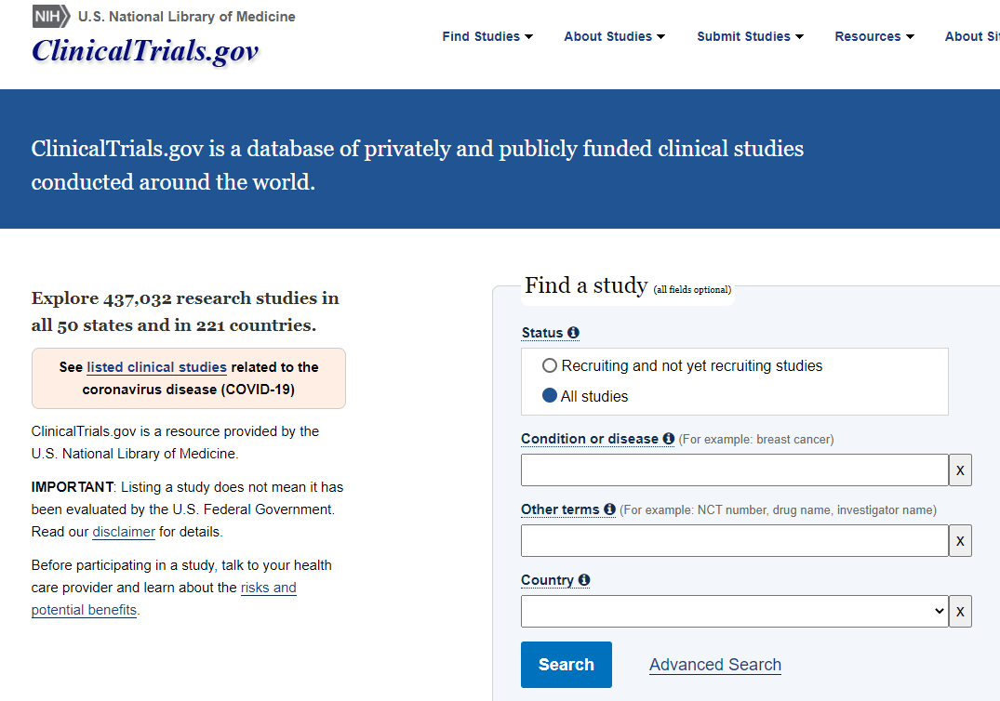 NIH U.S. National Library of Medicine
ClinicalTrials.gov
Find Studies About Studies Submit Studies Resources About Sit
ClinicalTrials.gov is a database of privately and publicly funded clinical studies
conducted around the world.
Explore 437,032 research studies in
all 50 states and in 221 countries.
See listed clinical studies related to the
coronavirus disease (COVID-19)
ClinicalTrials.gov is a resource provided by the
U.S. National Library of Medicine.
IMPORTANT: Listing a study does not mean it has
been evaluated by the U.S. Federal Government.
Read our disclaimer for details.
Before participating in a study, talk to your health
care provider and learn about the risks and
potential benefits.
Find a study (all fields optional)
Status
Recruiting and not yet recruiting studies
All studies
Condition or disease (For example: breast cancer)
X
Other terms (For example: NCT number, drug name, investigator name)
X
Country
X
Search Advanced Search